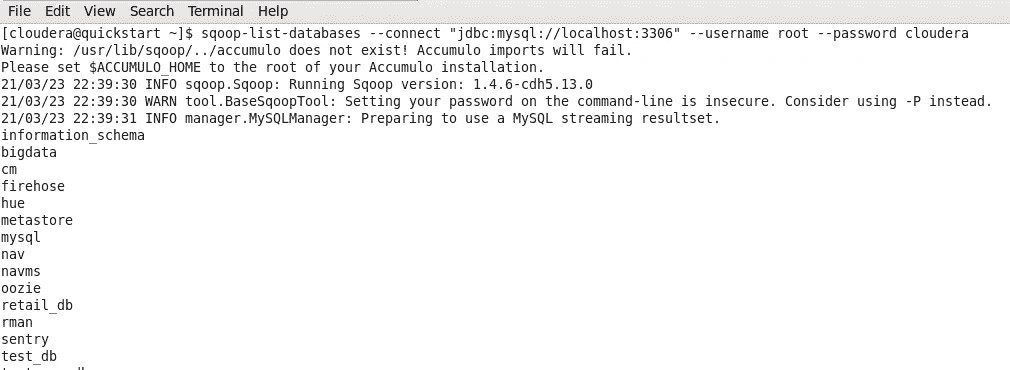 File Edit View Search Terminal Help
[cloudera@quickstart ~]$ sqoop-list-databases --connect "jdbc:mysql://localhost:3306" --username root --password cloudera
Warning: /usr/lib/sqoop/../accumulo does not exist! Accumulo imports will fail.
Please set $ACCUMULO_HOME to the root of your Accumulo installation.
21/03/23 22:39:30 INFO sqoop.Sqoop: Running Sqoop version: 1.4.6-cdh5.13.0
21/03/23 22:39:30 WARN tool.BaseSqoopTool: Setting your password on the command-line is insecure. Consider using -P instead.
21/03/23 22:39:31 INFO manager.MySQLManager: Preparing to use a MySQL streaming resultset.
information_schema
bigdata
cm
firehose
hue
metastore
mysql
nav
navms
oozie
retail_db
rman
sentry
test_db